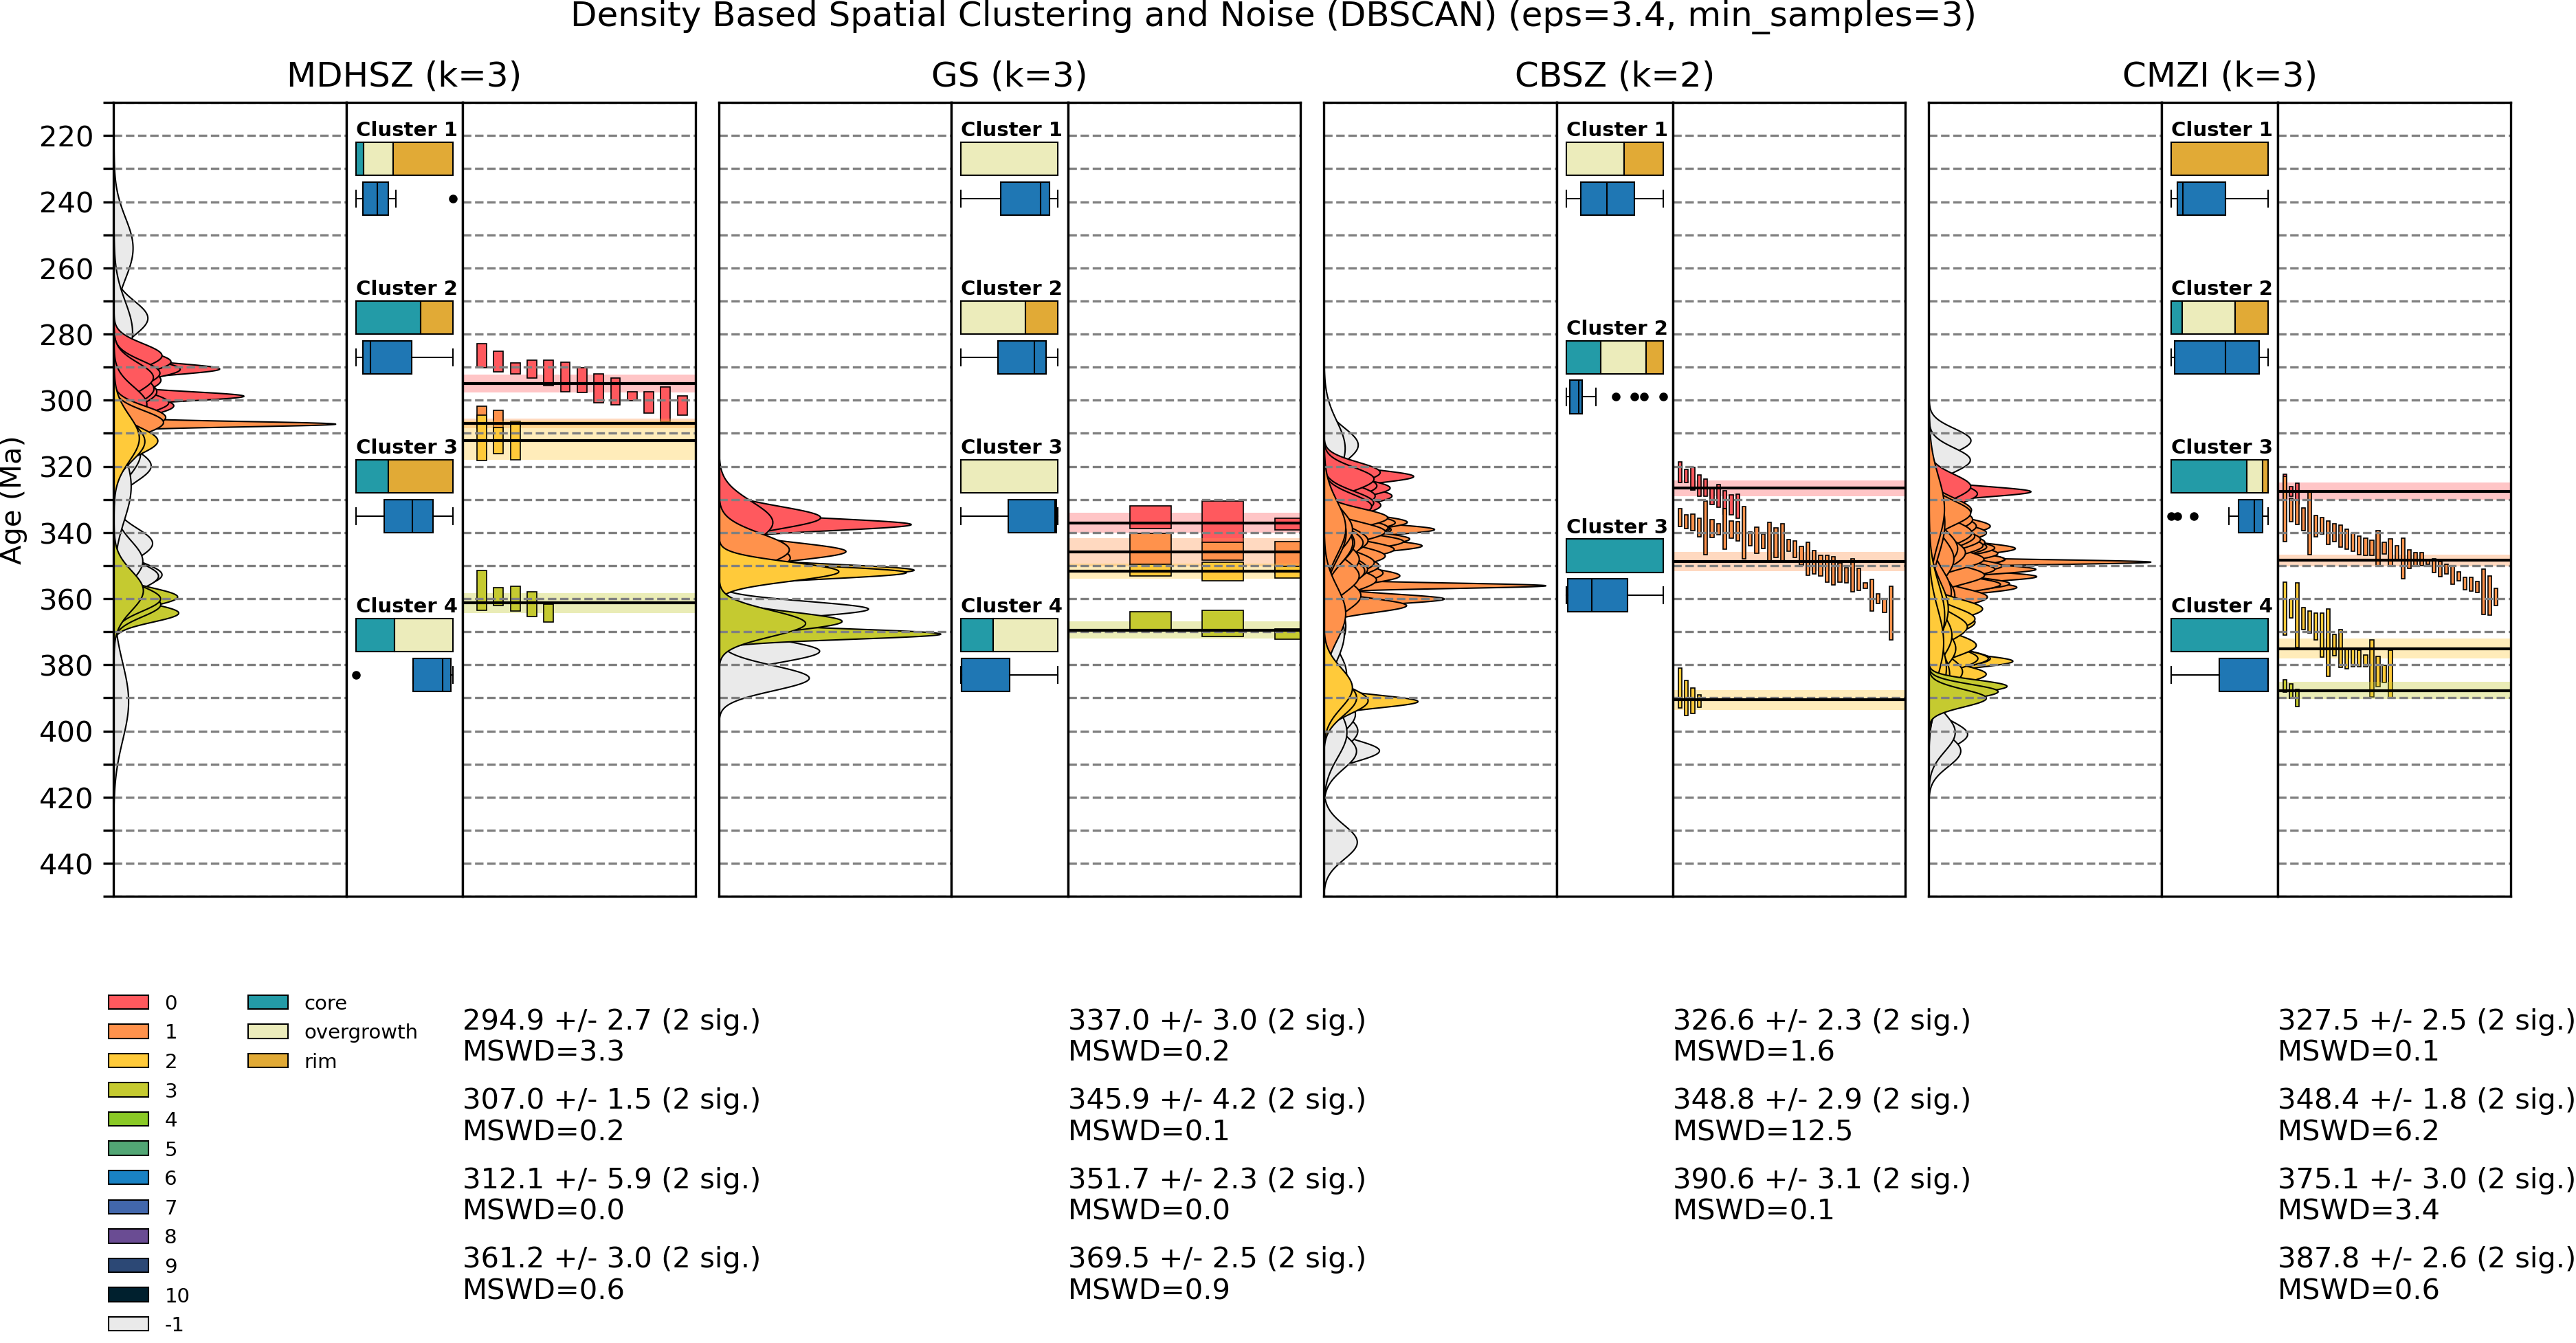 Density Based Spatial Clustering and Noise (DBSCAN) (eps=3.4, min_samples=3)
MDHSZ (k=3)
GS (k=3)
CBSZ (k=2)
CMZI (k=3)
Age (Ma)
220
240
260
280
300
320
340
360
380
400
420
440
Cluster 1
Cluster 2
Cluster 3
Cluster 4
Cluster 1
Cluster 2
Cluster 3
Cluster 4
Cluster 1
Cluster 2
Cluster 3
Cluster 1
Cluster 2
Cluster 3
Cluster 4
0
1
2
3
4
5
6
7
8
9
10
-1
core
overgrowth
rim
294.9 +/- 2.7 (2 sig.)
MSWD=3.3
307.0 +/- 1.5 (2 sig.)
MSWD=0.2
312.1 +/- 5.9 (2 sig.)
MSWD=0.0
361.2 +/- 3.0 (2 sig.)
MSWD=0.6
337.0 +/- 3.0 (2 sig.)
MSWD=0.2
345.9 +/- 4.2 (2 sig.)
MSWD=0.1
351.7 +/- 2.3 (2 sig.)
MSWD=0.0
369.5 +/- 2.5 (2 sig.)
MSWD=0.9
326.6 +/- 2.3 (2 sig.)
MSWD=1.6
348.8 +/- 2.9 (2 sig.)
MSWD=12.5
390.6 +/- 3.1 (2 sig.)
MSWD=0.1
327.5 +/- 2.5 (2 sig.)
MSWD=0.1
348.4 +/- 1.8 (2 sig.)
MSWD=6.2
375.1 +/- 3.0 (2 sig.)
MSWD=3.4
387.8 +/- 2.6 (2 sig.)
MSWD=0.6